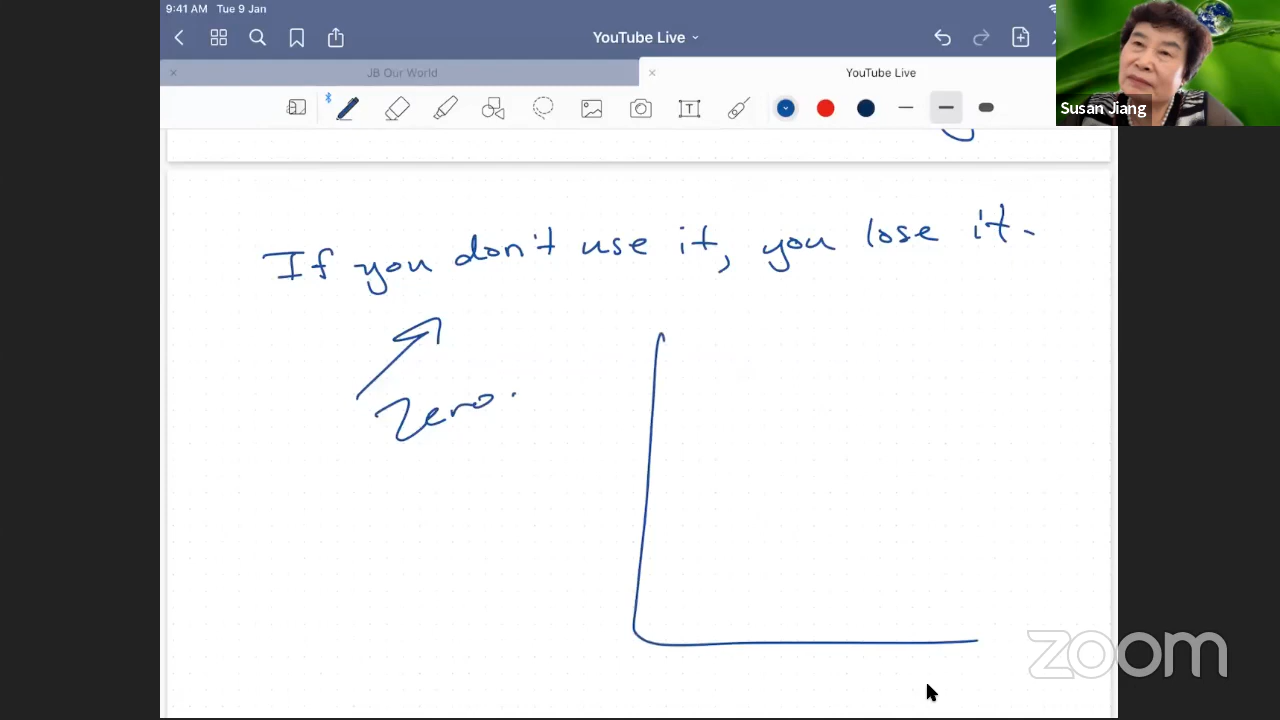 9:41 AM Tue 9 Jan
YouTube Live
JB Our World
YouTube Live
T
Susan Jiang
If you don't use it, you lose it.
Zero.
zoom